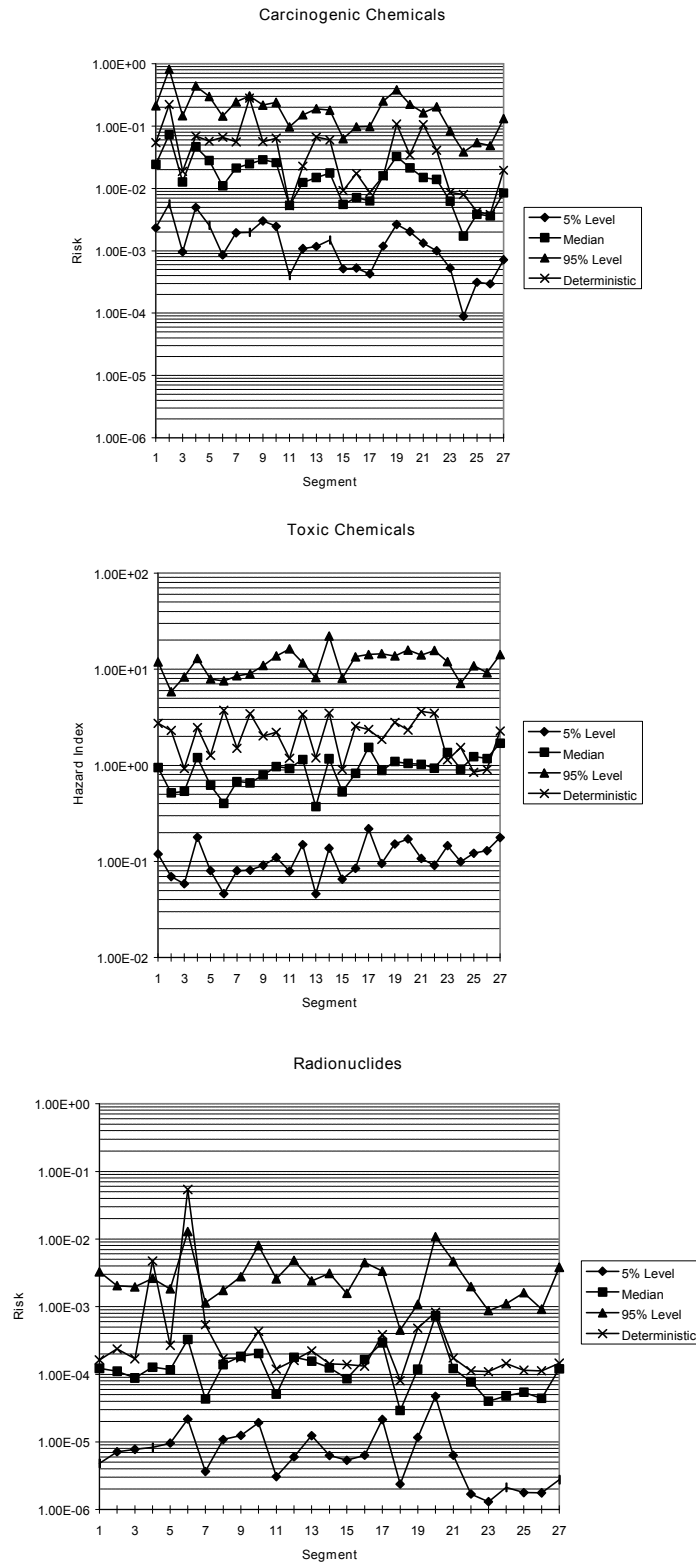 Carcinogenic Chemicals
1.00E+00
1.00E-01
1.00E-02
1.00E-03
1.00E-04
1.00E-05
1.00E-06
Risk
1 3 5 7 9 11 13 15 17 19 21 23 25 27
Segment
5% Level
Median
95% Level
Deterministic
Toxic Chemicals
1.00E+02
1.00E+01
1.00E+00
1.00E-01
1.00E-02
Hazard Index
1 3 5 7 9 11 13 15 17 19 21 23 25 27
Segment
5% Level
Median
95% Level
Deterministic
Radionuclides
1.00E+00
1.00E-01
1.00E-02
1.00E-03
1.00E-04
1.00E-05
1.00E-06
Risk
1 3 5 7 9 11 13 15 17 19 21 23 25 27
Segment
5% Level
Median
95% Level
Deterministic